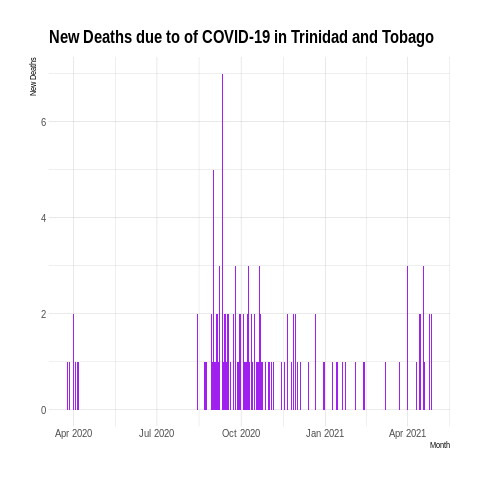 New Deaths due to of COVID-19 in Trinidad and Tobago
New Deaths
6
4
2
0
Apr 2020 Jul 2020 Oct 2020 Jan 2021 Apr 2021
Month